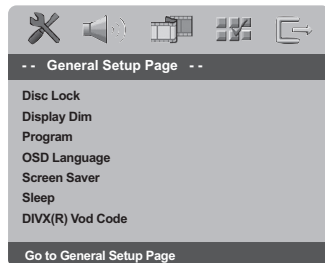 - -  General Setup Page  - -
Disc Lock
Display Dim
Program
OSD Language
Screen Saver
Sleep
DIVX(R) Vod Code
Go to General Setup Page